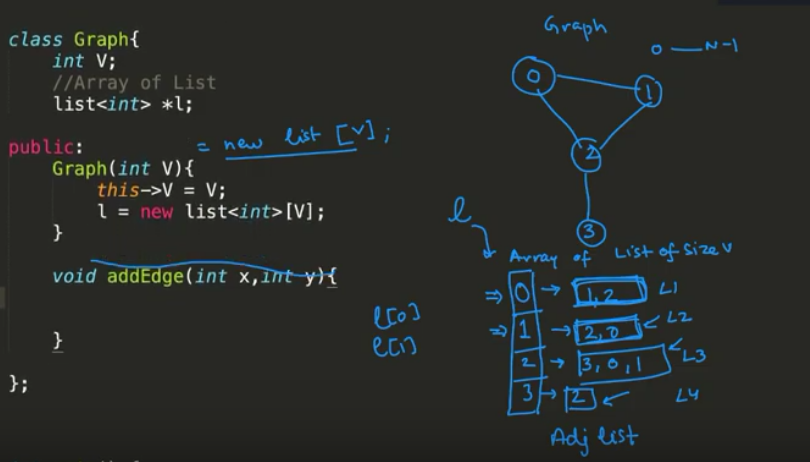 class Graph{
int V;
//Array of List
list<int> *l;
public:
= new list [V];
Graph(int V){
this->V = V;
l = new list<int>[V];
}
void addEdge(int x,int y){
}
};
Graph
0 — N-1
0
1
2
3
l
Array of List of size V
0 → 1,2 L1
1 → 2,0 L2
2 → 3,0,1 L3
3 → 2 L4
l[0]
l[1]
Adj list